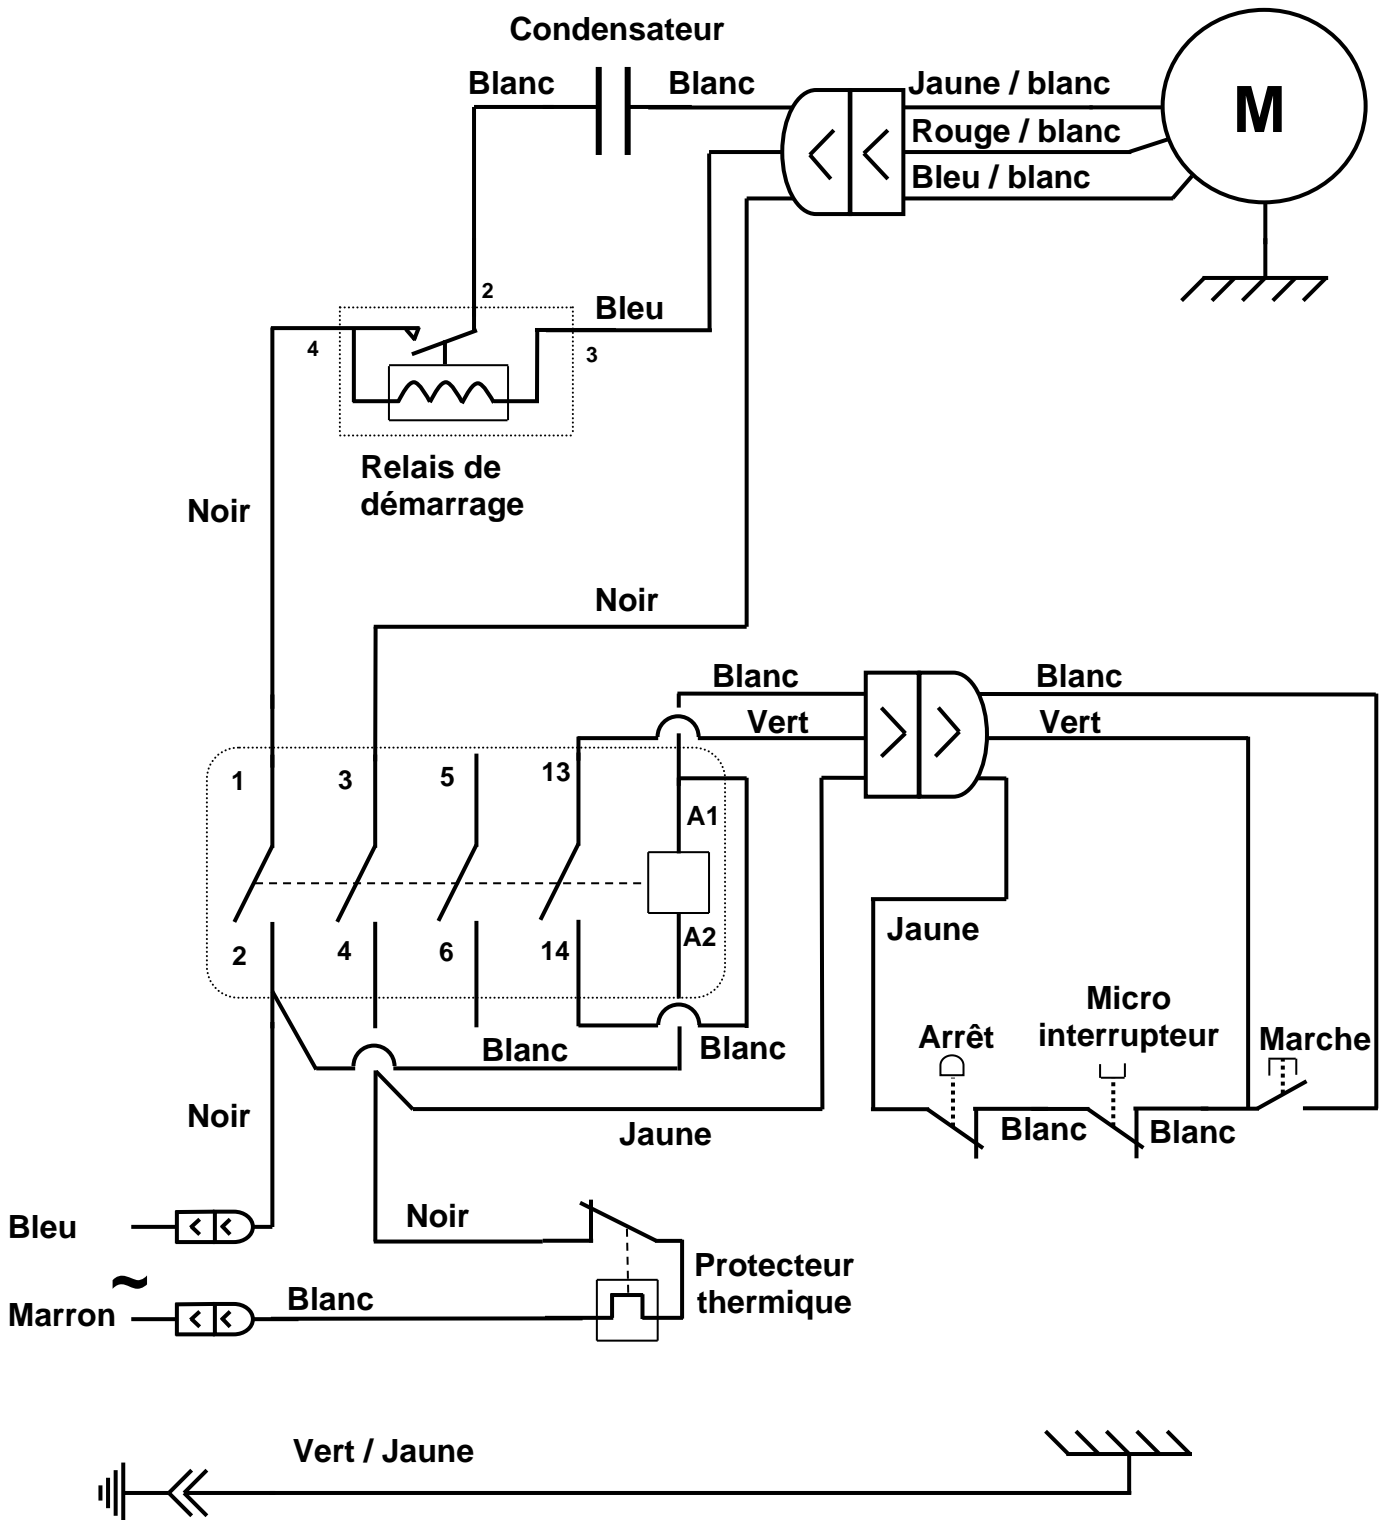 Condensateur
Blanc
Blanc
Jaune / blanc
M
Rouge / blanc
Bleu / blanc
2
Bleu
4
3
Relais de
démarrage
Noir
Noir
Blanc
Blanc
Vert
Vert
1
3
5
13
A1
A2
2
4
6
14
Jaune
Blanc
Blanc
Micro
interrupteur
Arrêt
Marche
Noir
Jaune
Blanc
Blanc
Noir
Bleu
Protecteur
thermique
~
Marron
Blanc
Vert / Jaune